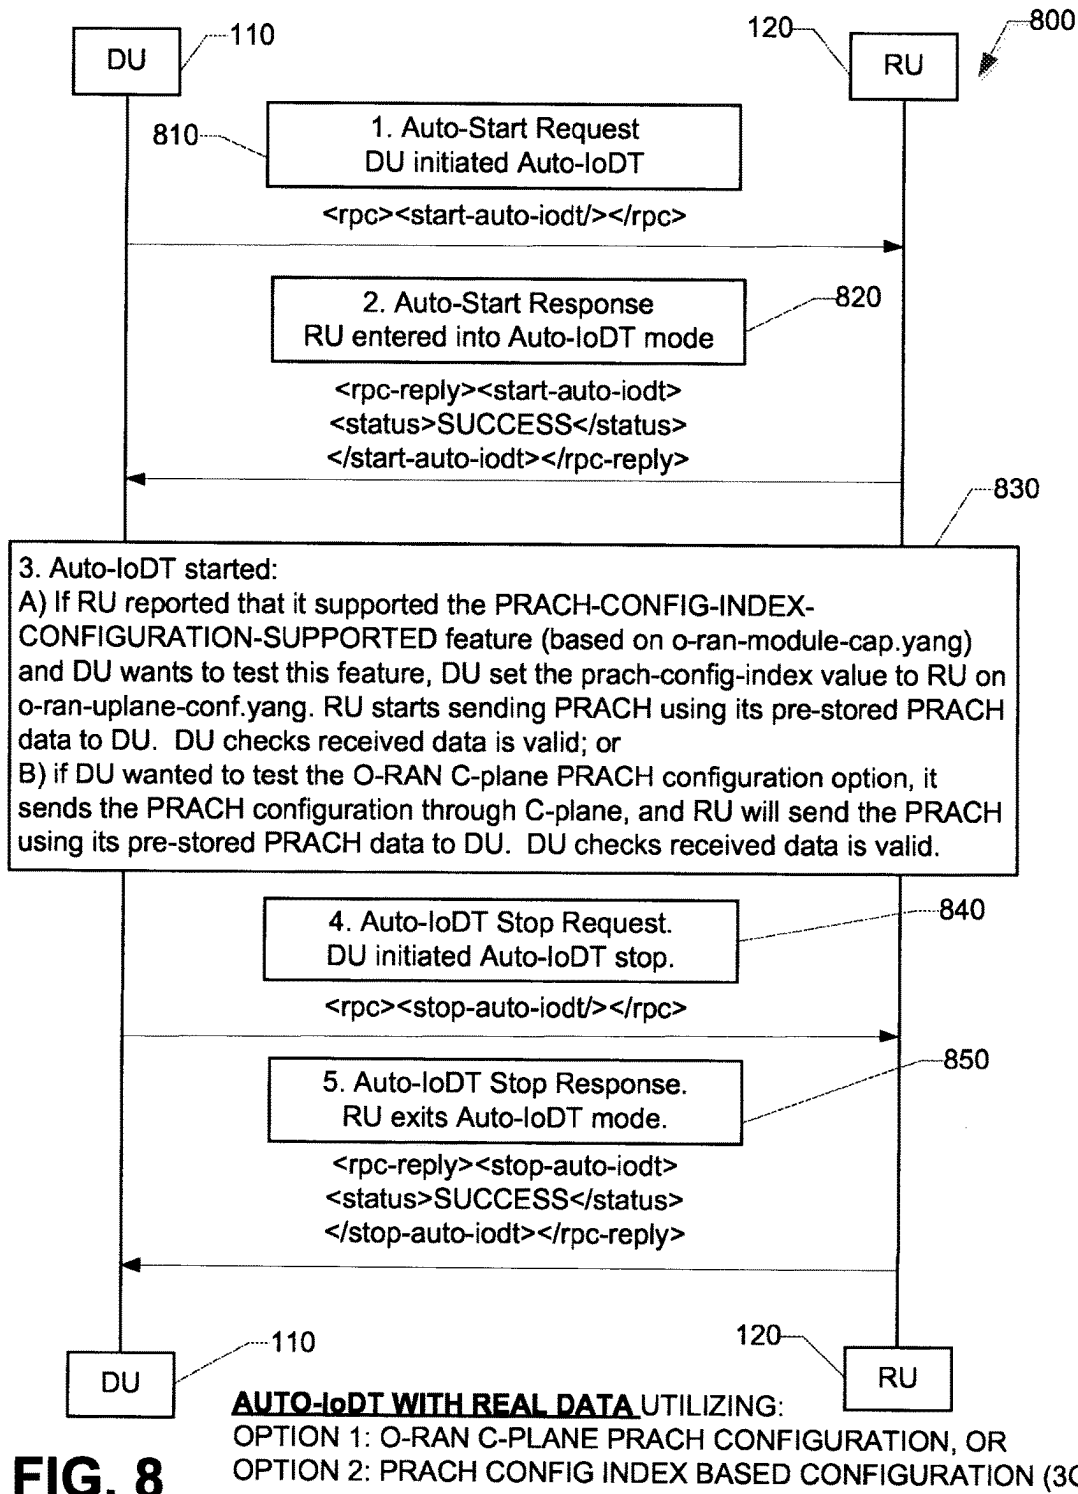 DU
110
120
RU
800
810
1. Auto-Start Request
DU initiated Auto-IoDT
<rpc><start-auto-iodt/></rpc>
2. Auto-Start Response
RU entered into Auto-IoDT mode
820
<rpc-reply><start-auto-iodt>
<status>SUCCESS</status>
</start-auto-iodt></rpc-reply>
830
3. Auto-IoDT started:
A) If RU reported that it supported the PRACH-CONFIG-INDEX-
CONFIGURATION-SUPPORTED feature (based on o-ran-module-cap.yang)
and DU wants to test this feature, DU set the prach-config-index value to RU on
o-ran-uplane-conf.yang. RU starts sending PRACH using its pre-stored PRACH
data to DU. DU checks received data is valid; or
B) if DU wanted to test the O-RAN C-plane PRACH configuration option, it
sends the PRACH configuration through C-plane, and RU will send the PRACH
using its pre-stored PRACH data to DU. DU checks received data is valid.
4. Auto-IoDT Stop Request.
DU initiated Auto-IoDT stop.
840
<rpc><stop-auto-iodt/></rpc>
5. Auto-IoDT Stop Response.
RU exits Auto-IoDT mode.
850
<rpc-reply><stop-auto-iodt>
<status>SUCCESS</status>
</stop-auto-iodt></rpc-reply>
DU
110
120
RU
AUTO-IoDT WITH REAL DATA UTILIZING:
OPTION 1: O-RAN C-PLANE PRACH CONFIGURATION, OR
OPTION 2: PRACH CONFIG INDEX BASED CONFIGURATION
FIG. 8